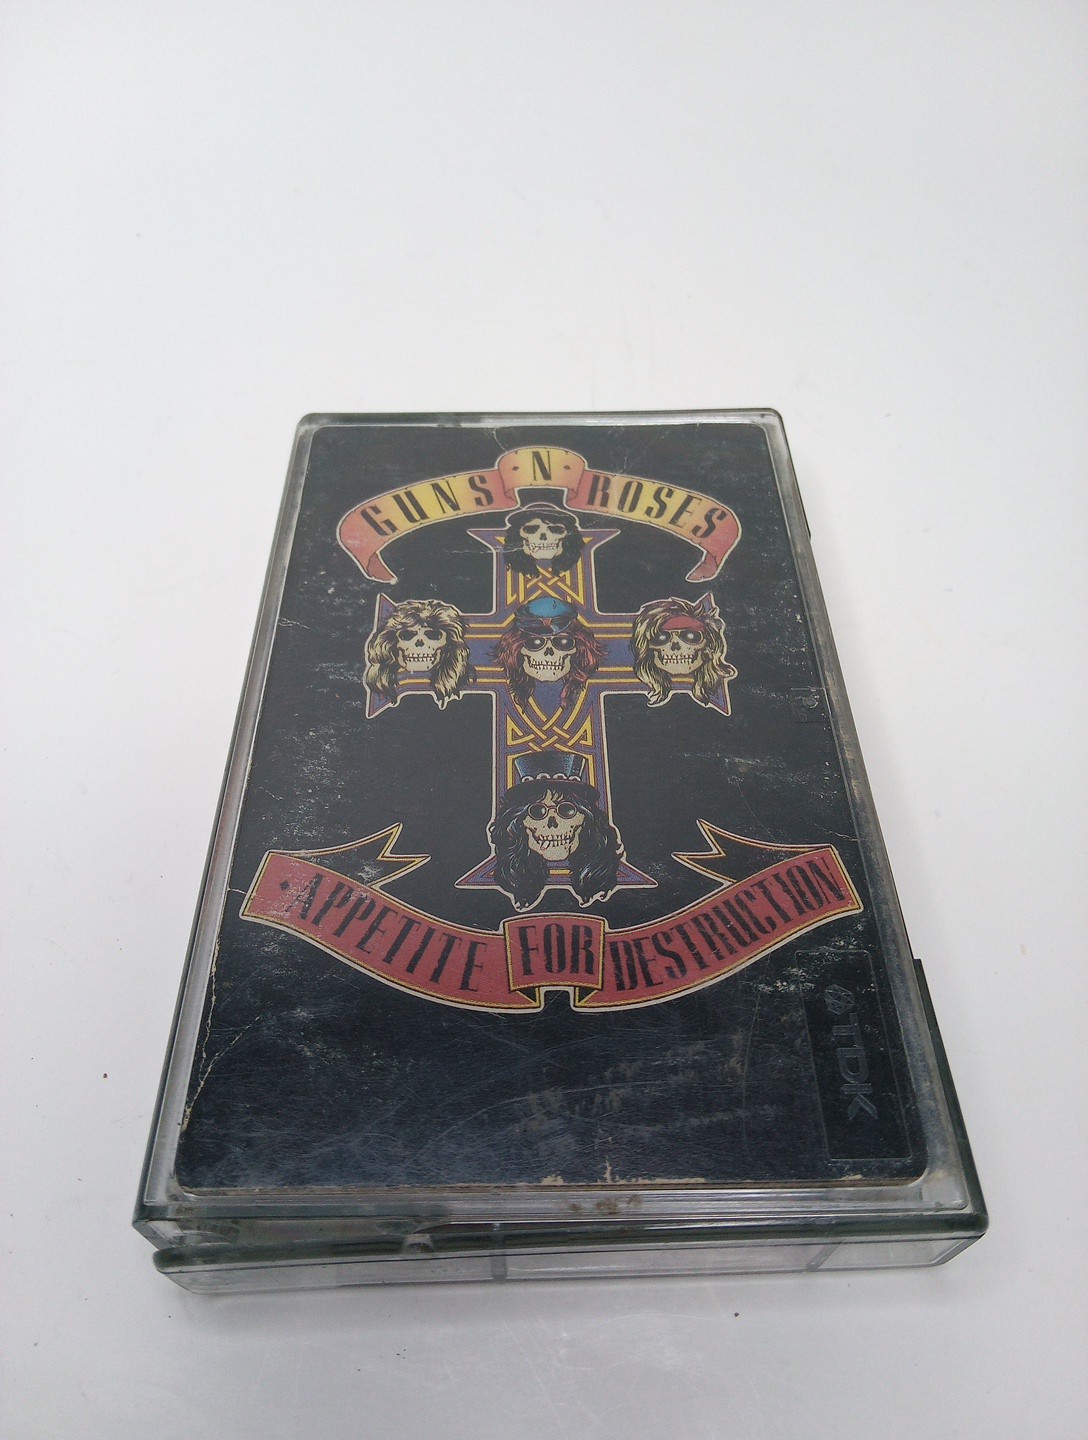 GUNS N ROSES
APPETITE FOR DESTRUCTION
TDK